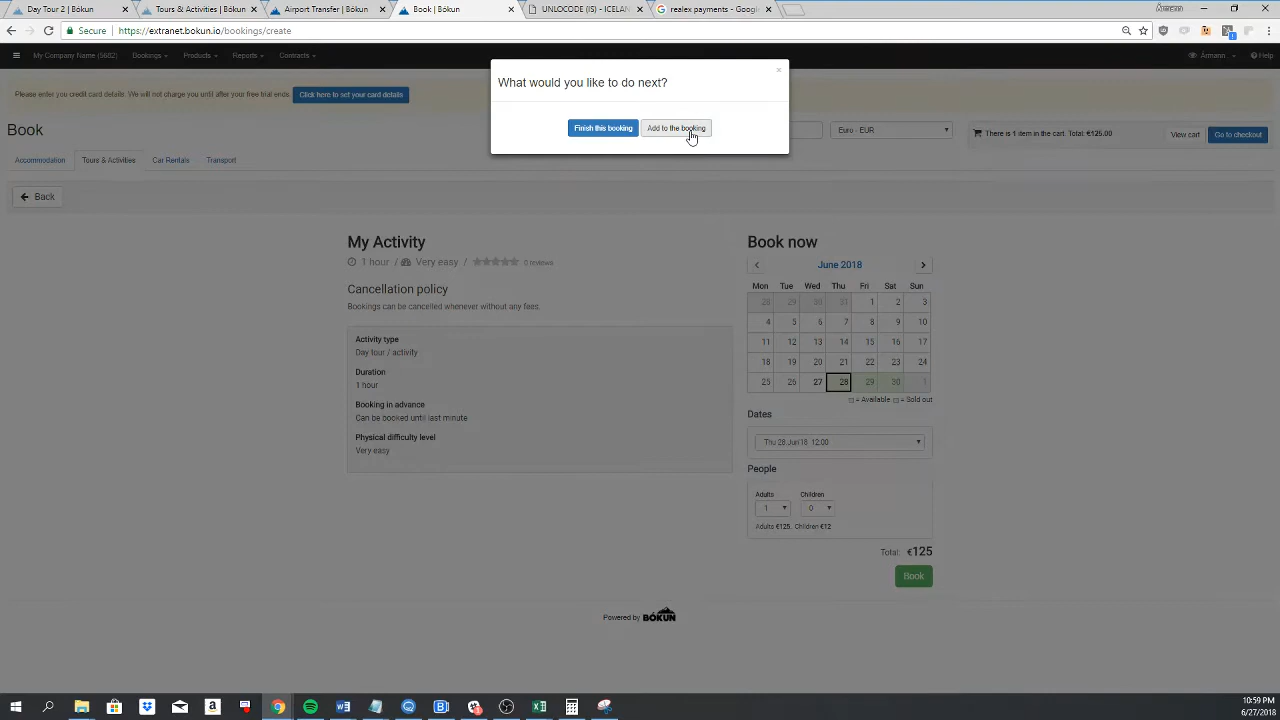 Day Tour 2 | Bókun
Tours & Activities | Bókun
Airport Transfer | Bókun
Book | Bókun
UNLOCODE (IS) - ICELAN
realex payments - Google
Ármann
Secure
https://extranet.bokun.io/bookings/create
My Company Name (5682)
Bookings
Products
Reports
Contracts
Ármann
Help
Please enter you credit card details. We will not charge you until after your free trial ends.
Click here to set your card details
What would you like to do next?
×
Finish this booking
Add to the booking
Book
Euro - EUR
There is 1 item in the cart. Total: €125.00
View cart
Go to checkout
Accommodation
Tours & Activities
Car Rentals
Transport
Back
My Activity
1 hour / Very easy / 0 reviews
Cancellation policy
Bookings can be cancelled whenever without any fees.
Activity type
Day tour / activity
Duration
1 hour
Booking in advance
Can be booked until last minute
Physical difficulty level
Very easy
Book now
June 2018
Mon Tue Wed Thu Fri Sat Sun
28 29 30 31 1 2 3
4 5 6 7 8 9 10
11 12 13 14 15 16 17
18 19 20 21 22 23 24
25 26 27 28 29 30 1
= Available = Sold out
Dates
Thu 28.Jun'18 12:00
People
Adults Children
1 0
Adults €125, Children €12
Total: €125
Book
Powered by BÓKUN
10:59 PM
6/27/2018